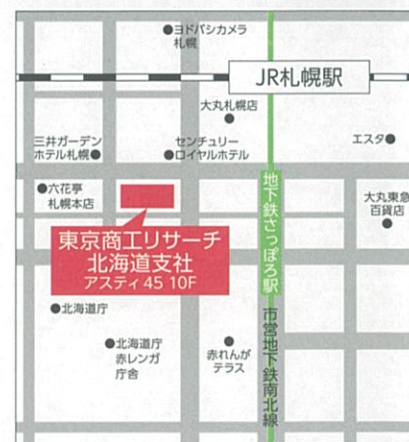 ●ヨドバシカメラ
札幌
JR札幌駅
大丸札幌店
●
三井ガーデン
ホテル札幌●
センチュリー
●ロイヤルホテル
エスタ●
●六花亭
札幌本店
地下鉄さっぽろ駅
大丸東急
百貨店
●
東京商工リサーチ
北海道支社
アスティ45 10F
●北海道庁
市営地下鉄南北線
●北海道庁
赤レンガ
庁舎
●
赤れんが
テラス